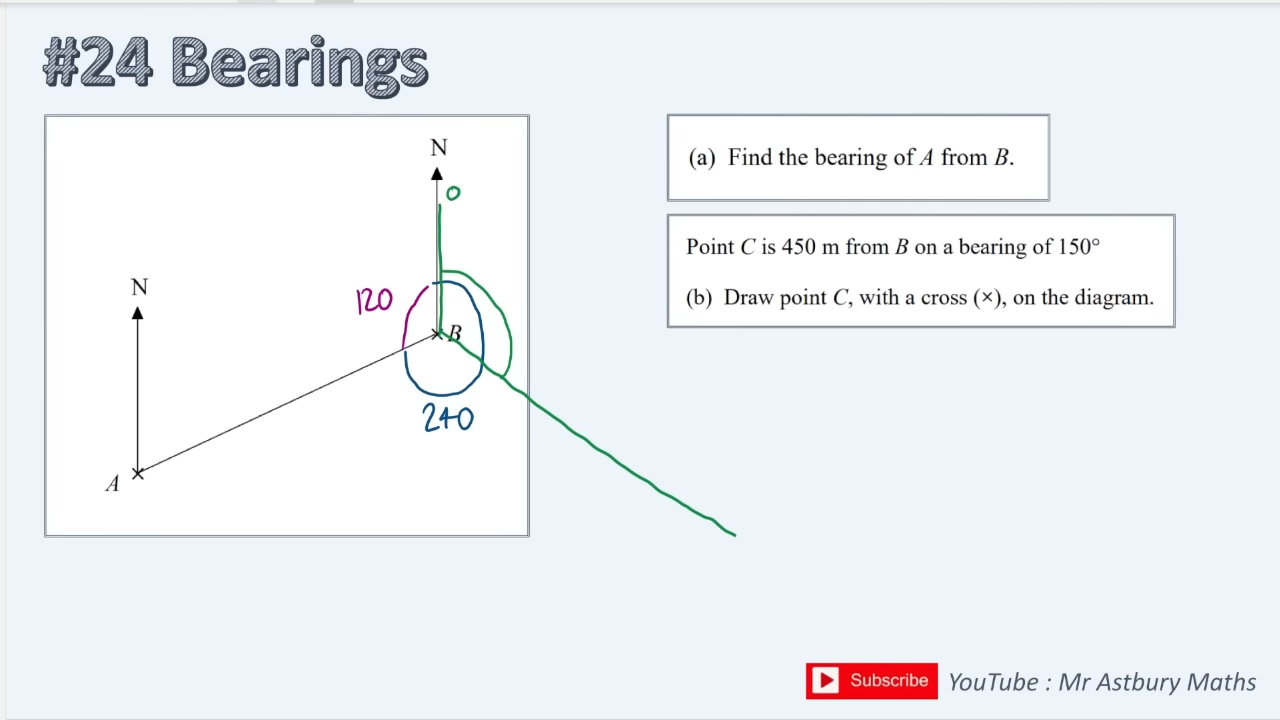 #24 Bearings
N
(a) Find the bearing of A from B.
Point C is 450 m from B on a bearing of 150°
(b) Draw point C, with a cross (×), on the diagram.
0
N
120
B
240
A
Subscribe
YouTube : Mr Astbury Maths